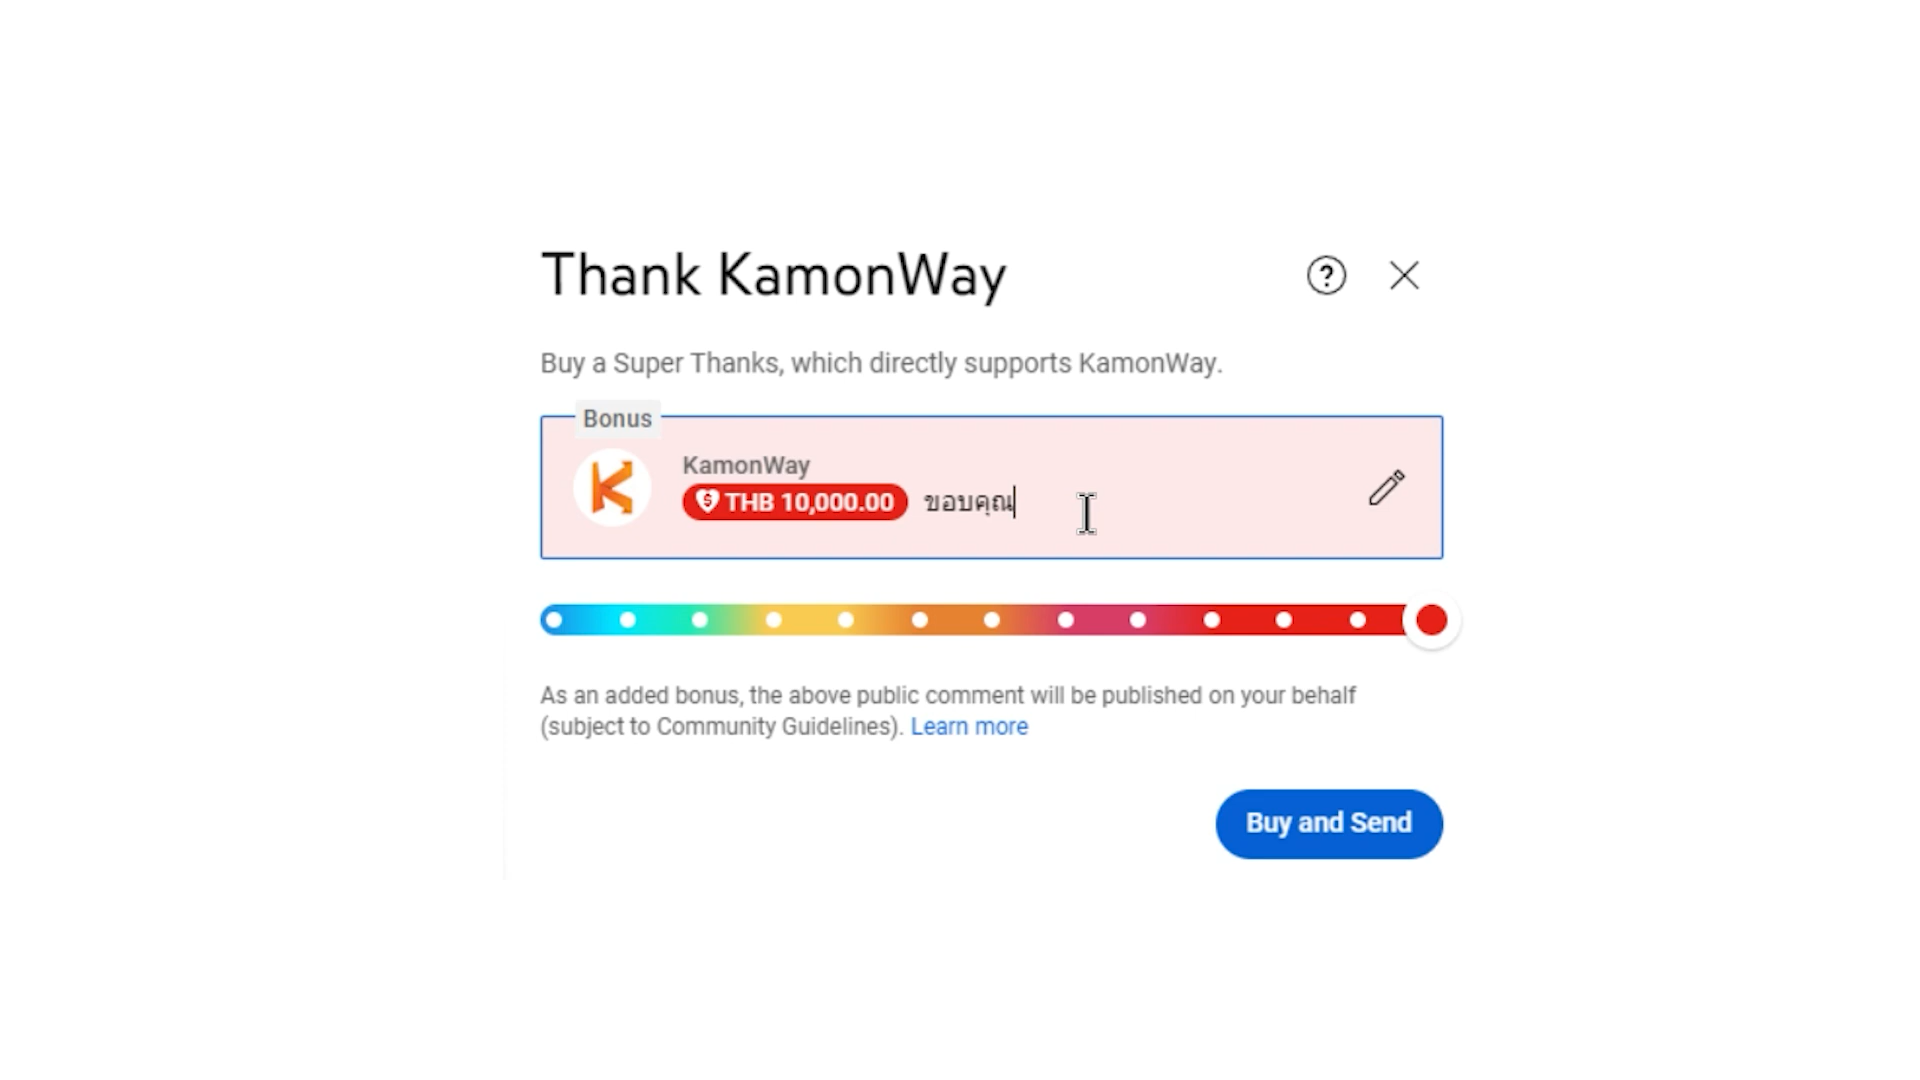 Thank KamonWay
Buy a Super Thanks, which directly supports KamonWay.
Bonus
KamonWay
THB 10,000.00 ขอบคุณ
As an added bonus, the above public comment will be published on your behalf
(subject to Community Guidelines). Learn more
Buy and Send